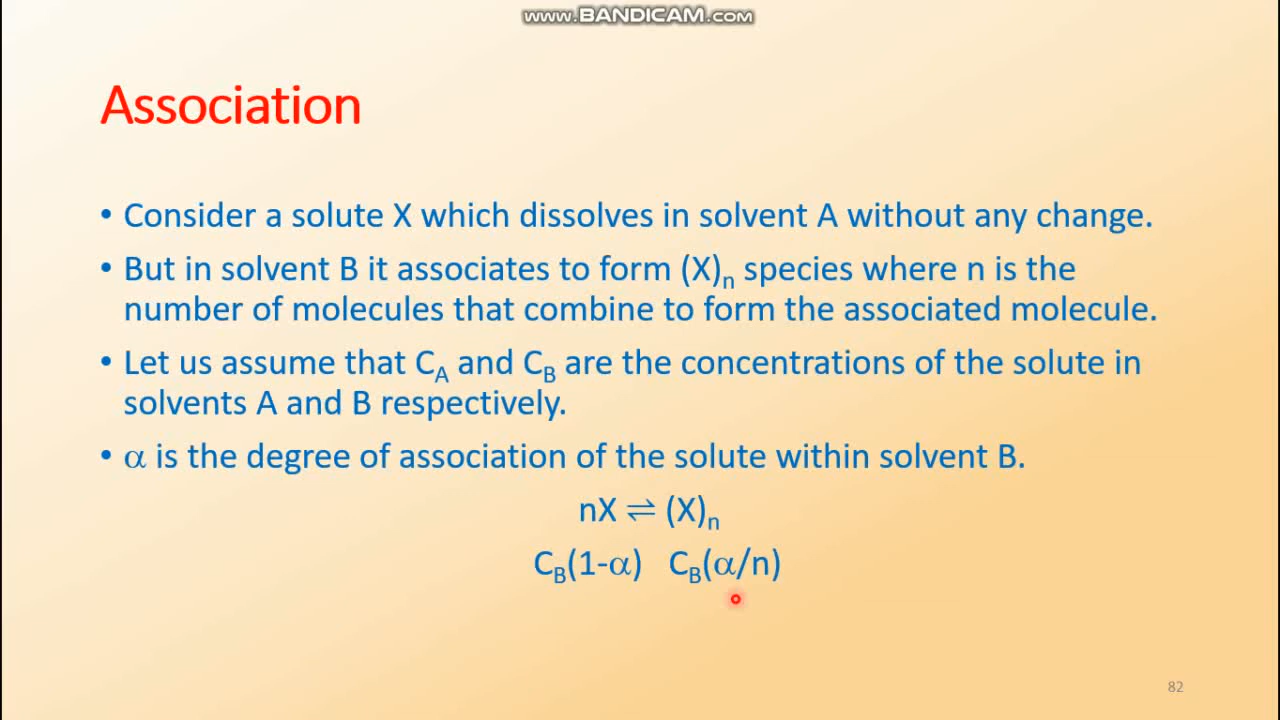 www.BANDICAM.com
Association
• Consider a solute X which dissolves in solvent A without any change.
• But in solvent B it associates to form (X)n species where n is the
number of molecules that combine to form the associated molecule.
• Let us assume that CA and CB are the concentrations of the solute in
solvents A and B respectively.
• α is the degree of association of the solute within solvent B.
nX ⇌ (X)n
CB(1-α) CB(α/n)
82